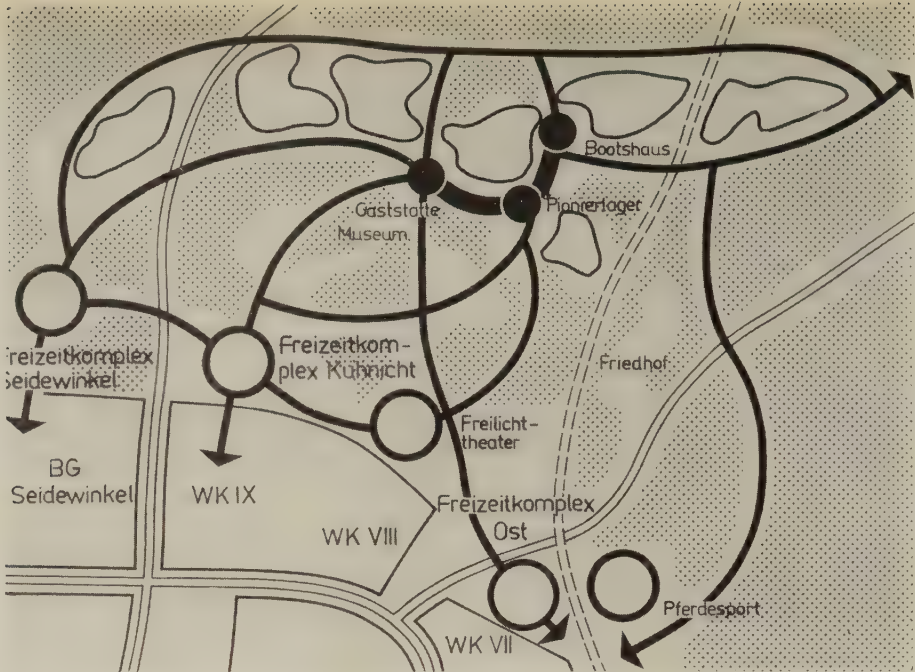 Bootshaus
Pionierlager
Gaststätte
Museum
Freizeitkomplex
Seidewinkel
Freizeitkom-
plex Kühnicht
Friedhof
Freilicht-
theater
BG
Seidewinkel
WK IX
WK VIII
Freizeitkomplex
Ost
Pferdesport
WK VII